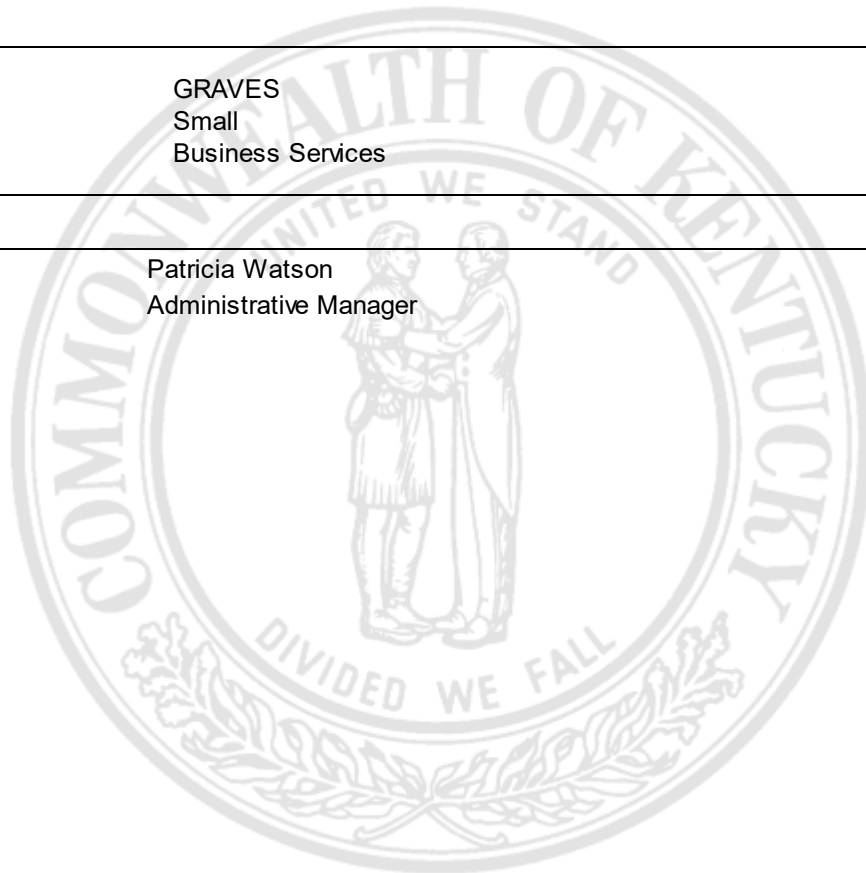 GRAVES
Small
Business Services
Patricia Watson
Administrative Manager
COMMONWEALTH OF KENTUCKY
UNITED WE STAND
DIVIDED WE FALL